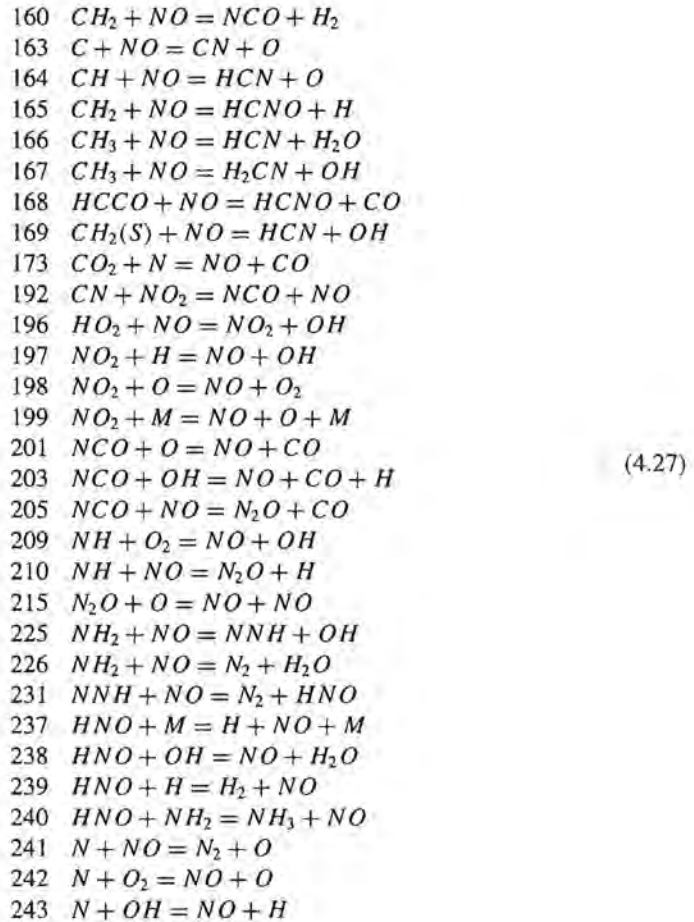 160 CH₂ + NO = NCO + H₂
163 C + NO = CN + O
164 CH + NO = HCN + O
165 CH₂ + NO = HCNO + H
166 CH₃ + NO = HCN + H₂O
167 CH₃ + NO = H₂CN + OH
168 HCCO + NO = HCNO + CO
169 CH₂(S) + NO = HCN + OH
173 CO₂ + N = NO + CO
192 CN + NO₂ = NCO + NO
196 HO₂ + NO = NO₂ + OH
197 NO₂ + H = NO + OH
198 NO₂ + O = NO + O₂
199 NO₂ + M = NO + O + M
201 NCO + O = NO + CO
203 NCO + OH = NO + CO + H
(4.27)
205 NCO + NO = N₂O + CO
209 NH + O₂ = NO + OH
210 NH + NO = N₂O + H
215 N₂O + O = NO + NO
225 NH₂ + NO = NNH + OH
226 NH₂ + NO = N₂ + H₂O
231 NNH + NO = N₂ + HNO
237 HNO + M = H + NO + M
238 HNO + OH = NO + H₂O
239 HNO + H = H₂ + NO
240 HNO + NH₂ = NH₃ + NO
241 N + NO = N₂ + O
242 N + O₂ = NO + O
243 N + OH = NO + H